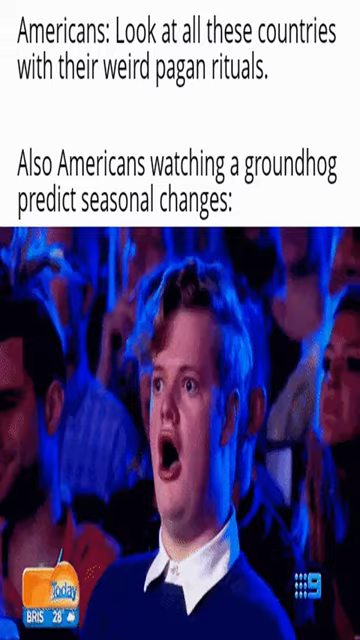 Americans: Look at all these countries
with their weird pagan rituals.
Also Americans watching a groundhog
predict seasonal changes:
Today
BRIS 28°
9